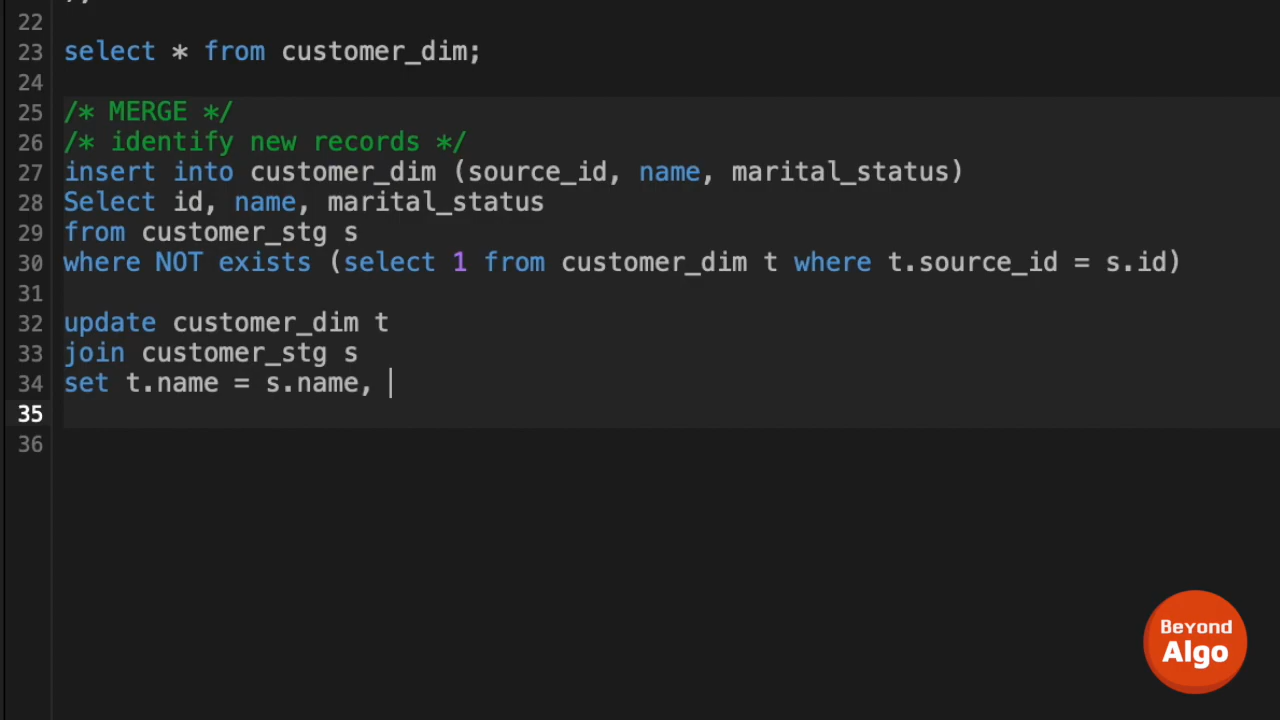 22
23 select * from customer_dim;
24
25 /* MERGE */
26 /* identify new records */
27 insert into customer_dim (source_id, name, marital_status)
28 Select id, name, marital_status
29 from customer_stg s
30 where NOT exists (select 1 from customer_dim t where t.source_id = s.id)
31
32 update customer_dim t
33 join customer_stg s
34 set t.name = s.name,
35
36
Beyond
Algo